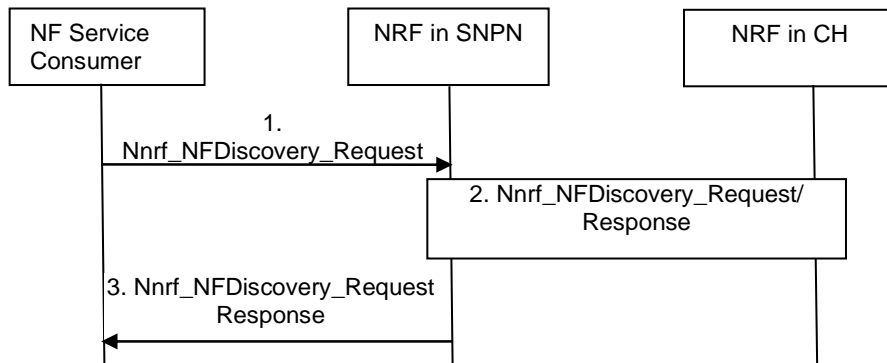 NF Service
Consumer
NRF in SNPN
NRF in CH
1.
Nnrf_NFDiscovery_Request
2. Nnrf_NFDiscovery_Request/
Response
3. Nnrf_NFDiscovery_Request
Response